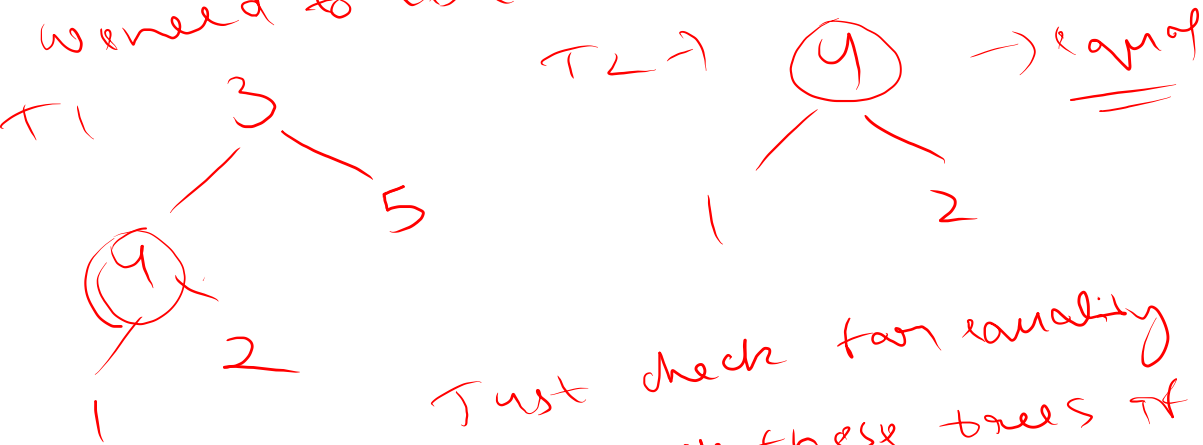 we need to
T1
3
5
4
2
1
T2 → 4 → equal
1 2
Just check for equality
these trees if